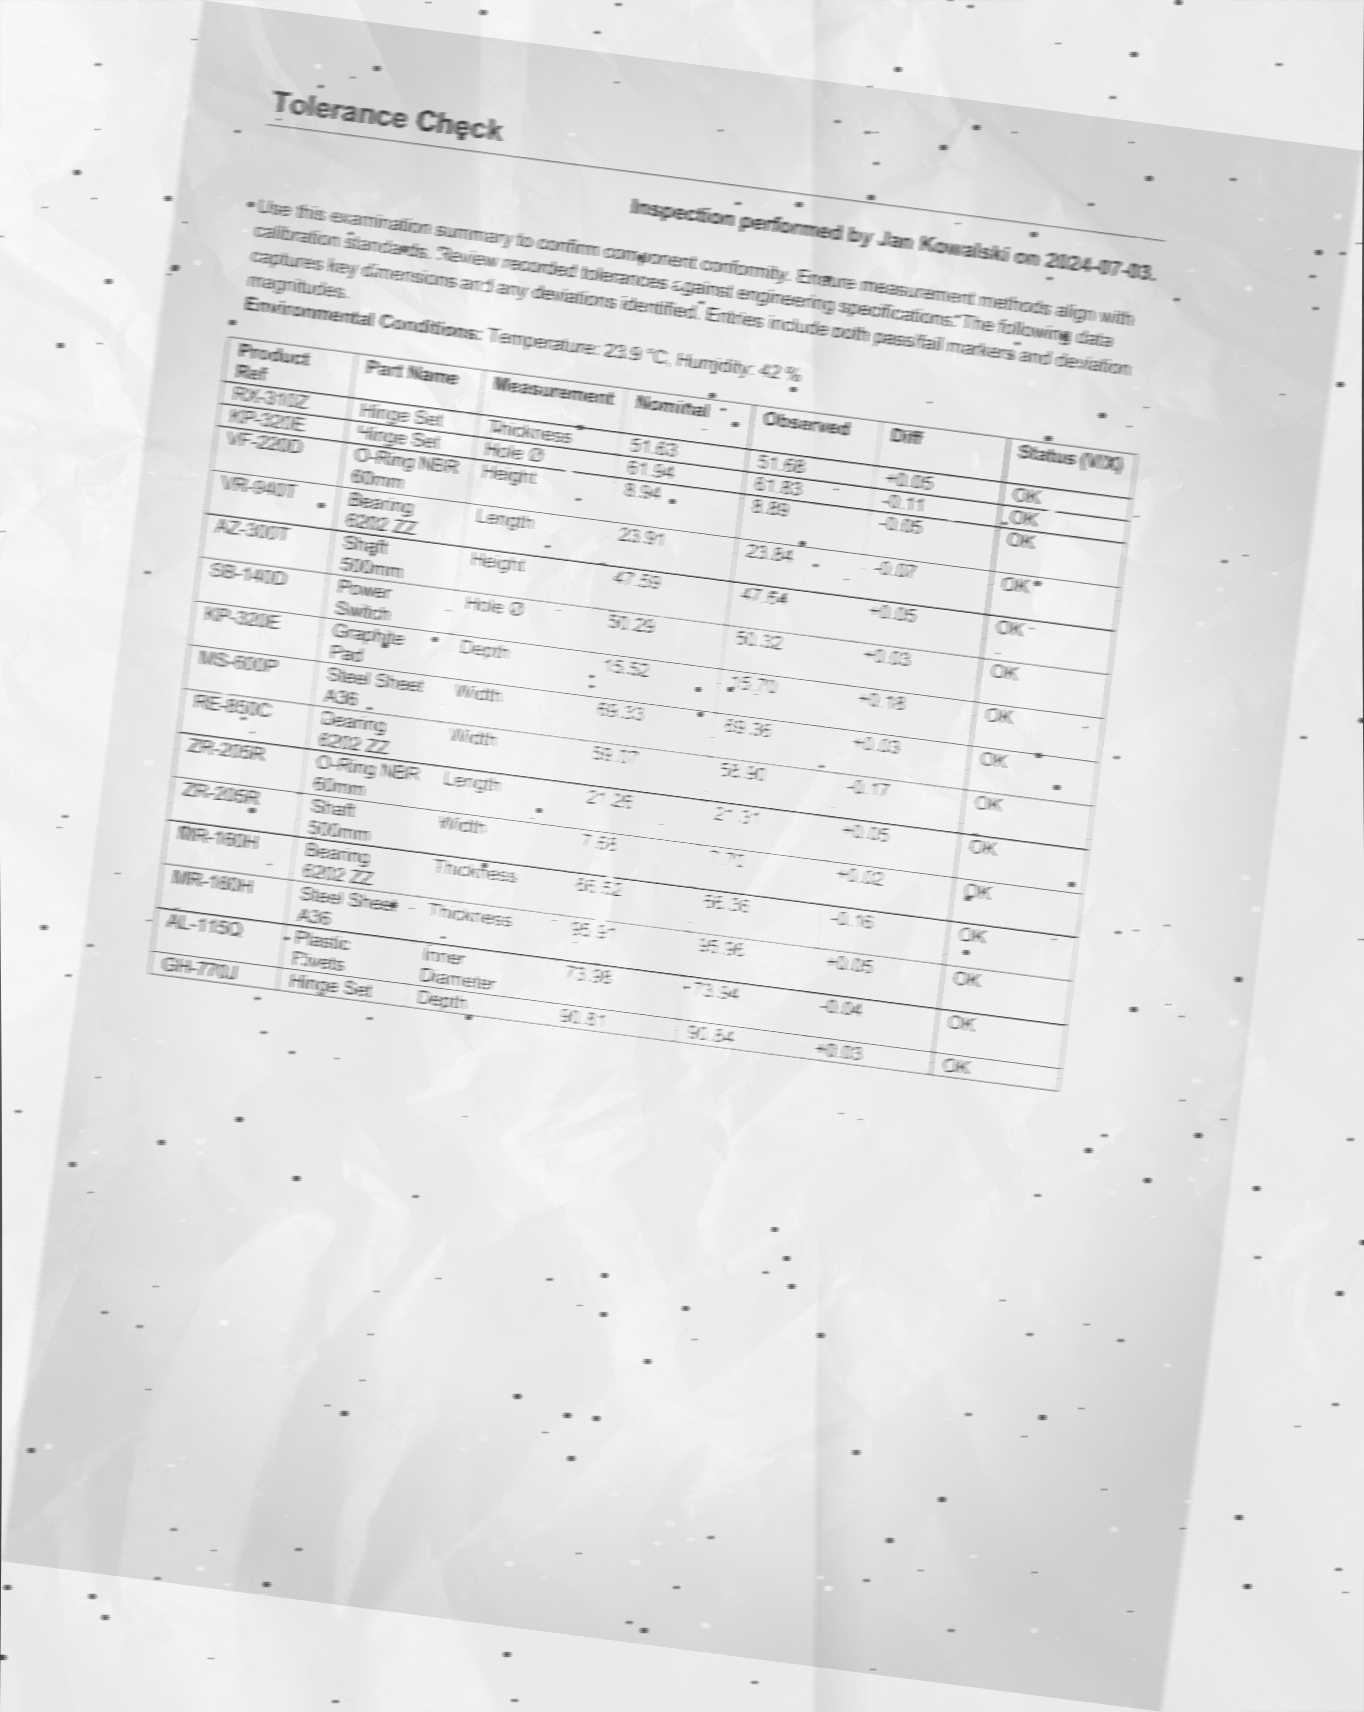 Tolerance Check
Inspection performed by Jan Kowalski on 2024-07-03.
Use this examination summary to confirm component conformity. Ensure measurement methods align with
calibration standards. Review recorded tolerances against engineering specifications. The following data
captures key dimensions and any deviations identified. Entries include both pass/fail markers and deviation
magnitudes.
Environmental Conditions: Temperature: 23.9 °C, Humidity: 42 %
Product Ref Part Name Measurement Nominal Observed Diff Status (V/X)
RX-310Z Hinge Set Thickness 51.63 51.68 +0.05 OK
KP-320E Hinge Set Hole Ø 61.94 61.83 -0.11 OK
VF-220D O-Ring NBR 60mm Height 8.94 8.89 -0.05 OK
VR-940T Bearing 6202 ZZ Length 23.91 23.84 -0.07 OK
AZ-300T Shaft 500mm Height 47.59 47.64 +0.05 OK
SB-140D Power Switch Hole Ø 50.29 50.32 +0.03 OK
KP-320E Graphite Pad Depth 15.52 15.70 +0.18 OK
MS-600P Steel Sheet A36 Width 69.33 69.36 +0.03 OK
RE-850C Bearing 6202 ZZ Width 59.07 58.90 -0.17 OK
ZR-205R O-Ring NBR 60mm Length 21.26 21.31 +0.05 OK
ZR-205R Shaft 500mm Width 7.68 7.70 +0.02 OK
MR-160H Bearing 6202 ZZ Thickness -0.16 OK
MR-160H Steel Sheet A36 Thickness 95.91 95.96 +0.05 OK
AL-115Q Plastic Rivets Inner Diameter 73.98 73.94 -0.04 OK
GH-770J Hinge Set Depth 90.81 90.84 +0.03 OK